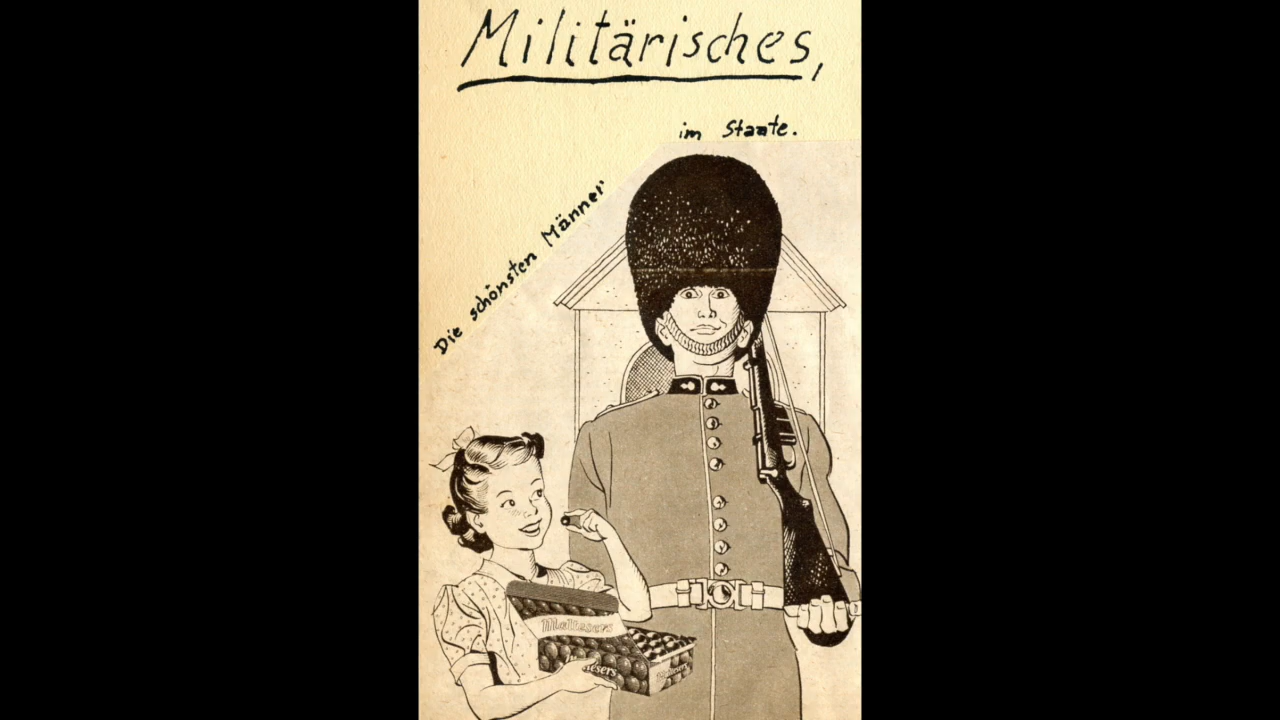 Militärisches,
im Staate.
Die schönsten Männer
Maltesers